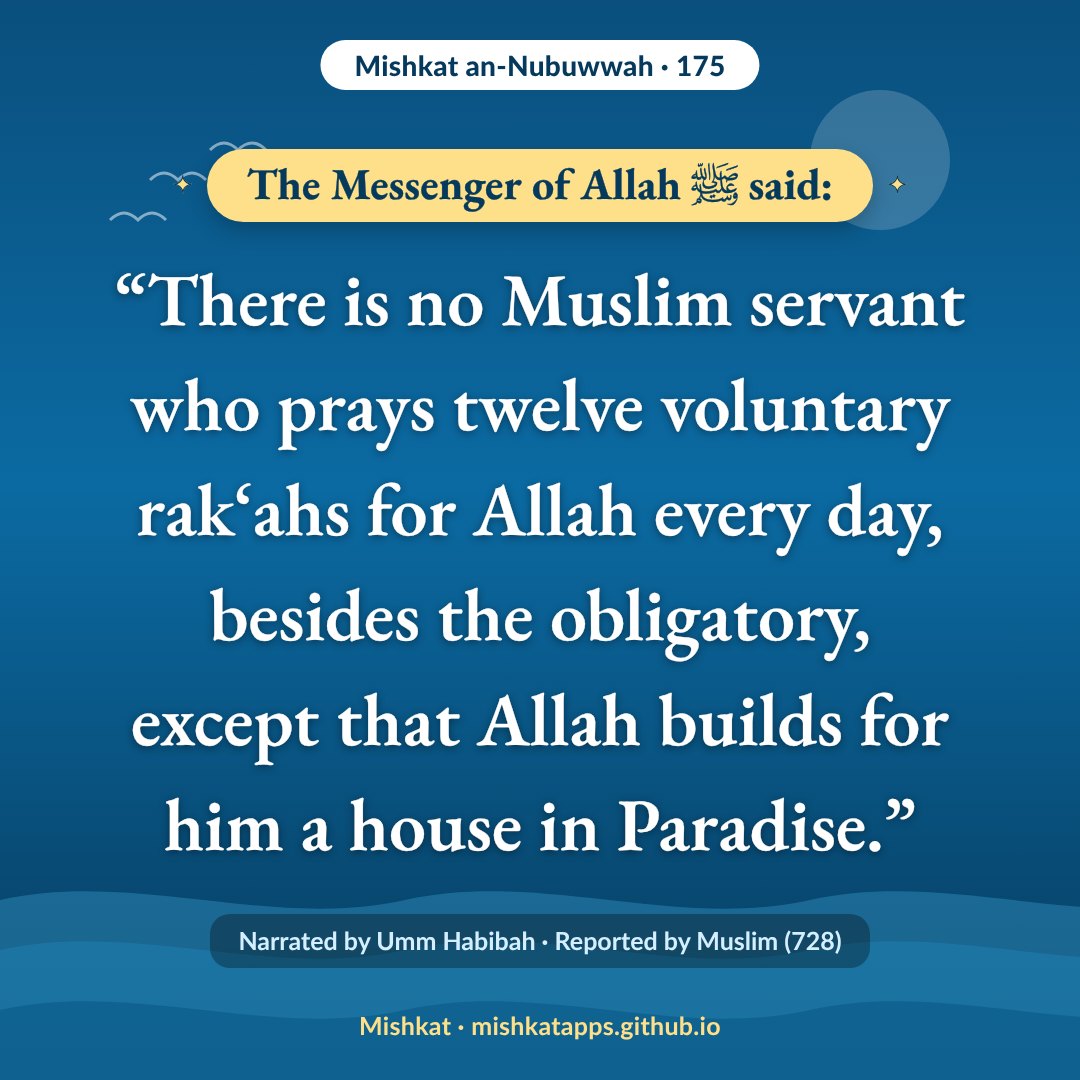 Mishkat an-Nubuwwah · 175
The Messenger of Allah ﷺ said:
“There is no Muslim servant
who prays twelve voluntary
rak‘ahs for Allah every day,
besides the obligatory,
except that Allah builds for
him a house in Paradise.”
Narrated by Umm Habibah · Reported by Muslim (728)
Mishkat · mishkatapps.github.io